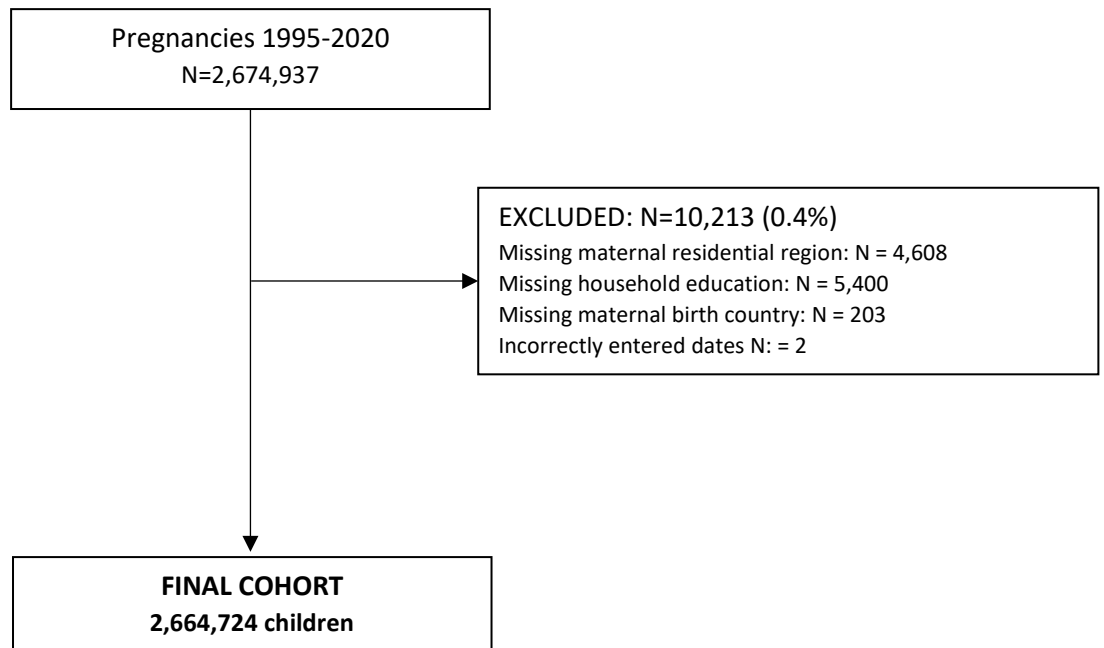 Pregnancies 1995-2020
N=2,674,937
EXCLUDED: N=10,213 (0.4%)
Missing maternal residential region: N = 4,608
Missing household education: N = 5,400
Missing maternal birth country: N = 203
Incorrectly entered dates N: = 2
FINAL COHORT
2,664,724 children